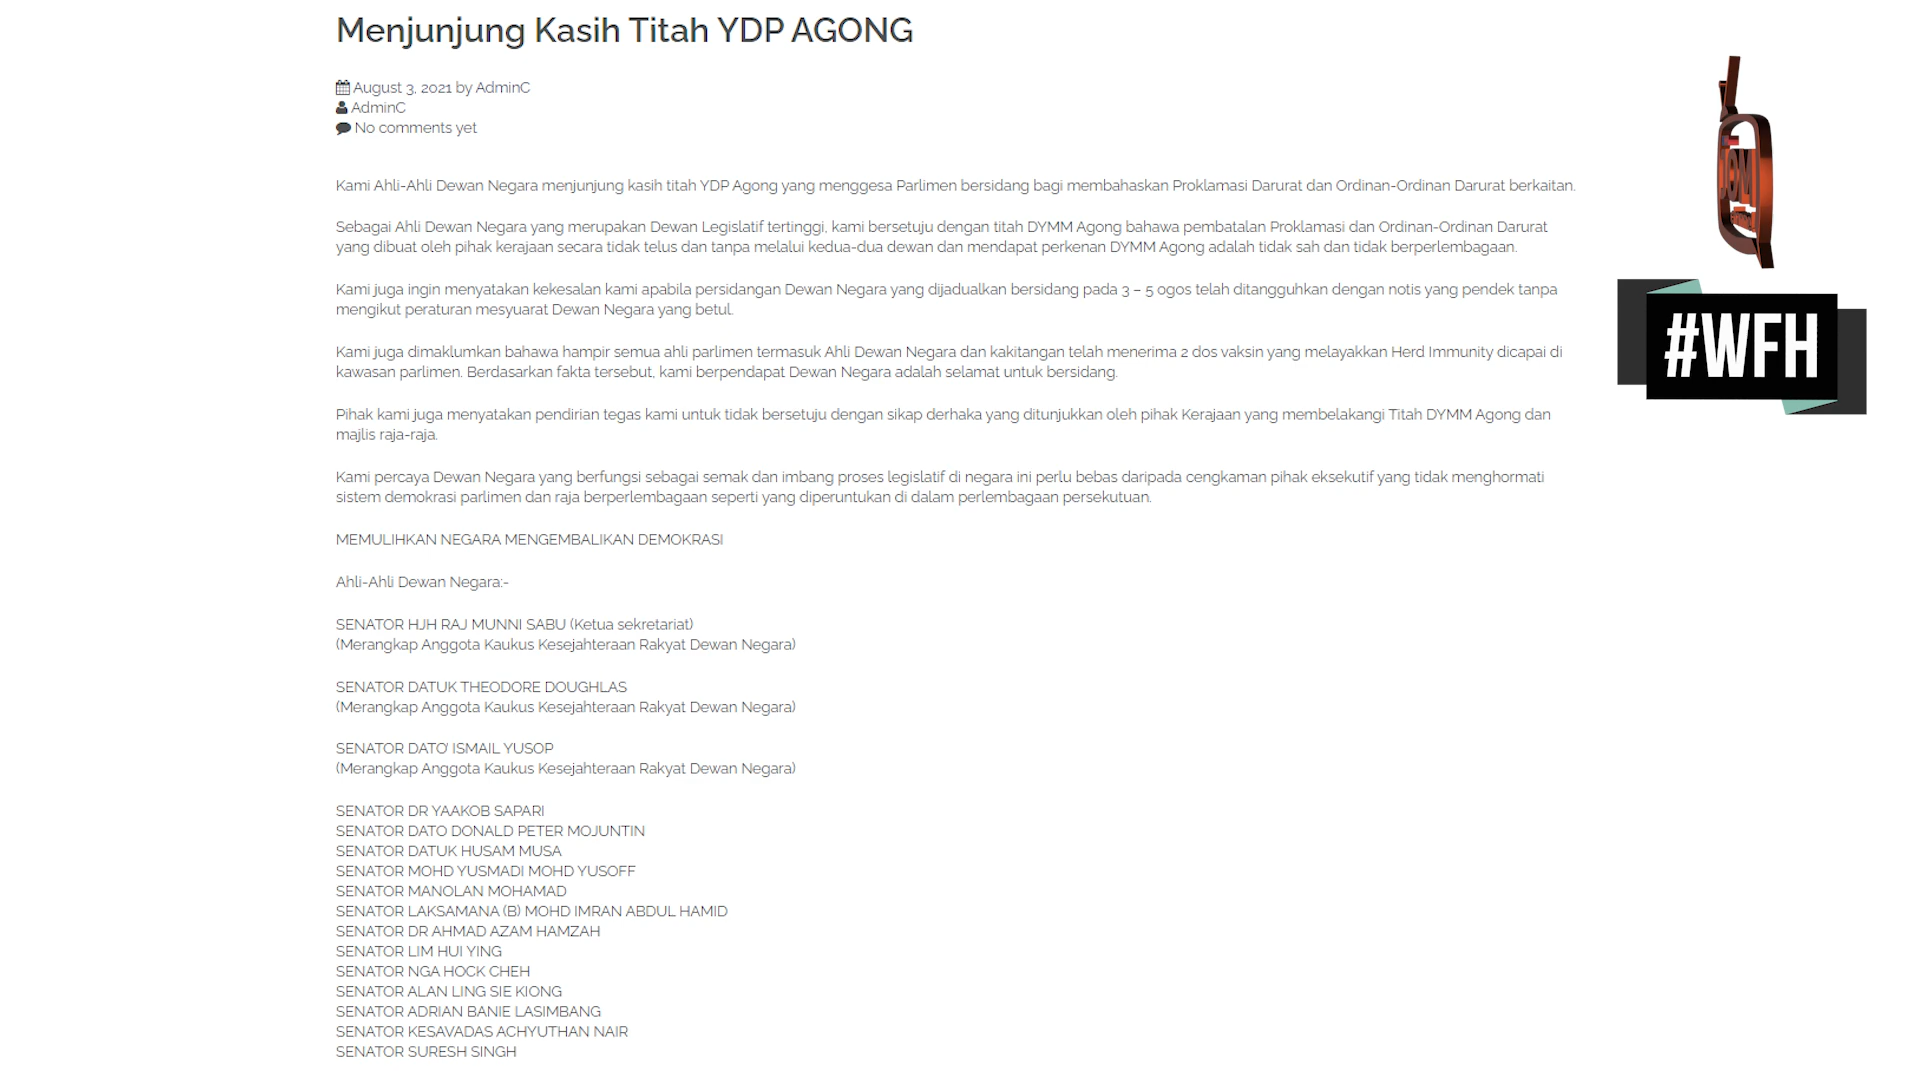 Menjunjung Kasih Titah YDP AGONG
August 3, 2021 by AdminC
AdminC
No comments yet
Kami Ahli-Ahli Dewan Negara menjunjung kasih titah YDP Agong yang menggesa Parlimen bersidang bagi membahaskan Proklamasi Darurat dan Ordinan-Ordinan Darurat berkaitan.
Sebagai Ahli Dewan Negara yang merupakan Dewan Legislatif tertinggi, kami bersetuju dengan titah DYMM Agong bahawa pembatalan Proklamasi dan Ordinan-Ordinan Darurat
yang dibuat oleh pihak kerajaan secara tidak telus dan tanpa melalui kedua-dua dewan dan mendapat perkenan DYMM Agong adalah tidak sah dan tidak berperlembagaan.
Kami juga ingin menyatakan kekesalan kami apabila persidangan Dewan Negara yang dijadualkan bersidang pada 3 – 5 ogos telah ditangguhkan dengan notis yang pendek tanpa
mengikut peraturan mesyuarat Dewan Negara yang betul.
Kami juga dimaklumkan bahawa hampir semua ahli parlimen termasuk Ahli Dewan Negara dan kakitangan telah menerima 2 dos vaksin yang melayakkan Herd Immunity dicapai di
kawasan parlimen. Berdasarkan fakta tersebut, kami berpendapat Dewan Negara adalah selamat untuk bersidang.
Pihak kami juga menyatakan pendirian tegas kami untuk tidak bersetuju dengan sikap derhaka yang ditunjukkan oleh pihak Kerajaan yang membelakangi Titah DYMM Agong dan
majlis raja-raja.
Kami percaya Dewan Negara yang berfungsi sebagai semak dan imbang proses legislatif di negara ini perlu bebas daripada cengkaman pihak eksekutif yang tidak menghormati
sistem demokrasi parlimen dan raja berperlembagaan seperti yang diperuntukan di dalam perlembagaan persekutuan.
MEMULIHKAN NEGARA MENGEMBALIKAN DEMOKRASI
Ahli-Ahli Dewan Negara:-
SENATOR HJH RAJ MUNNI SABU (Ketua sekretariat)
(Merangkap Anggota Kaukus Kesejahteraan Rakyat Dewan Negara)
SENATOR DATUK THEODORE DOUGHLAS
(Merangkap Anggota Kaukus Kesejahteraan Rakyat Dewan Negara)
SENATOR DATO' ISMAIL YUSOP
(Merangkap Anggota Kaukus Kesejahteraan Rakyat Dewan Negara)
SENATOR DR YAAKOB SAPARI
SENATOR DATO DONALD PETER MOJUNTIN
SENATOR DATUK HUSAM MUSA
SENATOR MOHD YUSMADI MOHD YUSOFF
SENATOR MANOLAN MOHAMAD
SENATOR LAKSAMANA (B) MOHD IMRAN ABDUL HAMID
SENATOR DR AHMAD AZAM HAMZAH
SENATOR LIM HUI YING
SENATOR NGA HOCK CHEH
SENATOR ALAN LING SIE KIONG
SENATOR ADRIAN BANIE LASIMBANG
SENATOR KESAVADAS ACHYUTHAN NAIR
SENATOR SURESH SINGH
#WFH